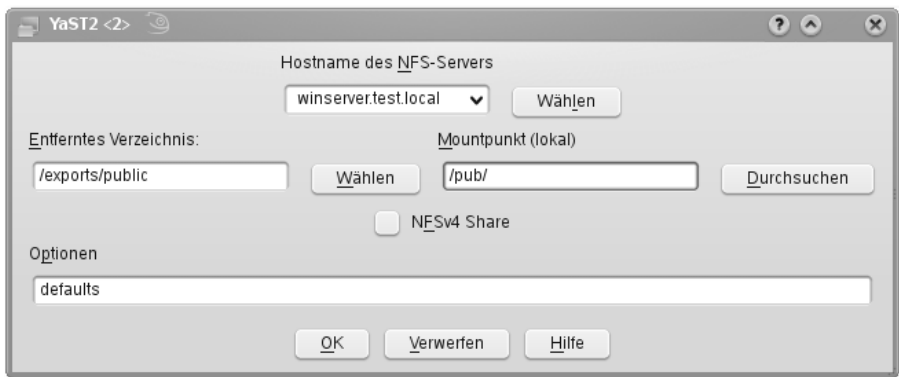 YaST2 <2>
Hostname des NFS-Servers
winserver.test.local
Wählen
Entferntes Verzeichnis:
Mountpunkt (lokal)
/exports/public
Wählen
/pub/
Durchsuchen
NFSv4 Share
Optionen
defaults
OK
Verwerfen
Hilfe